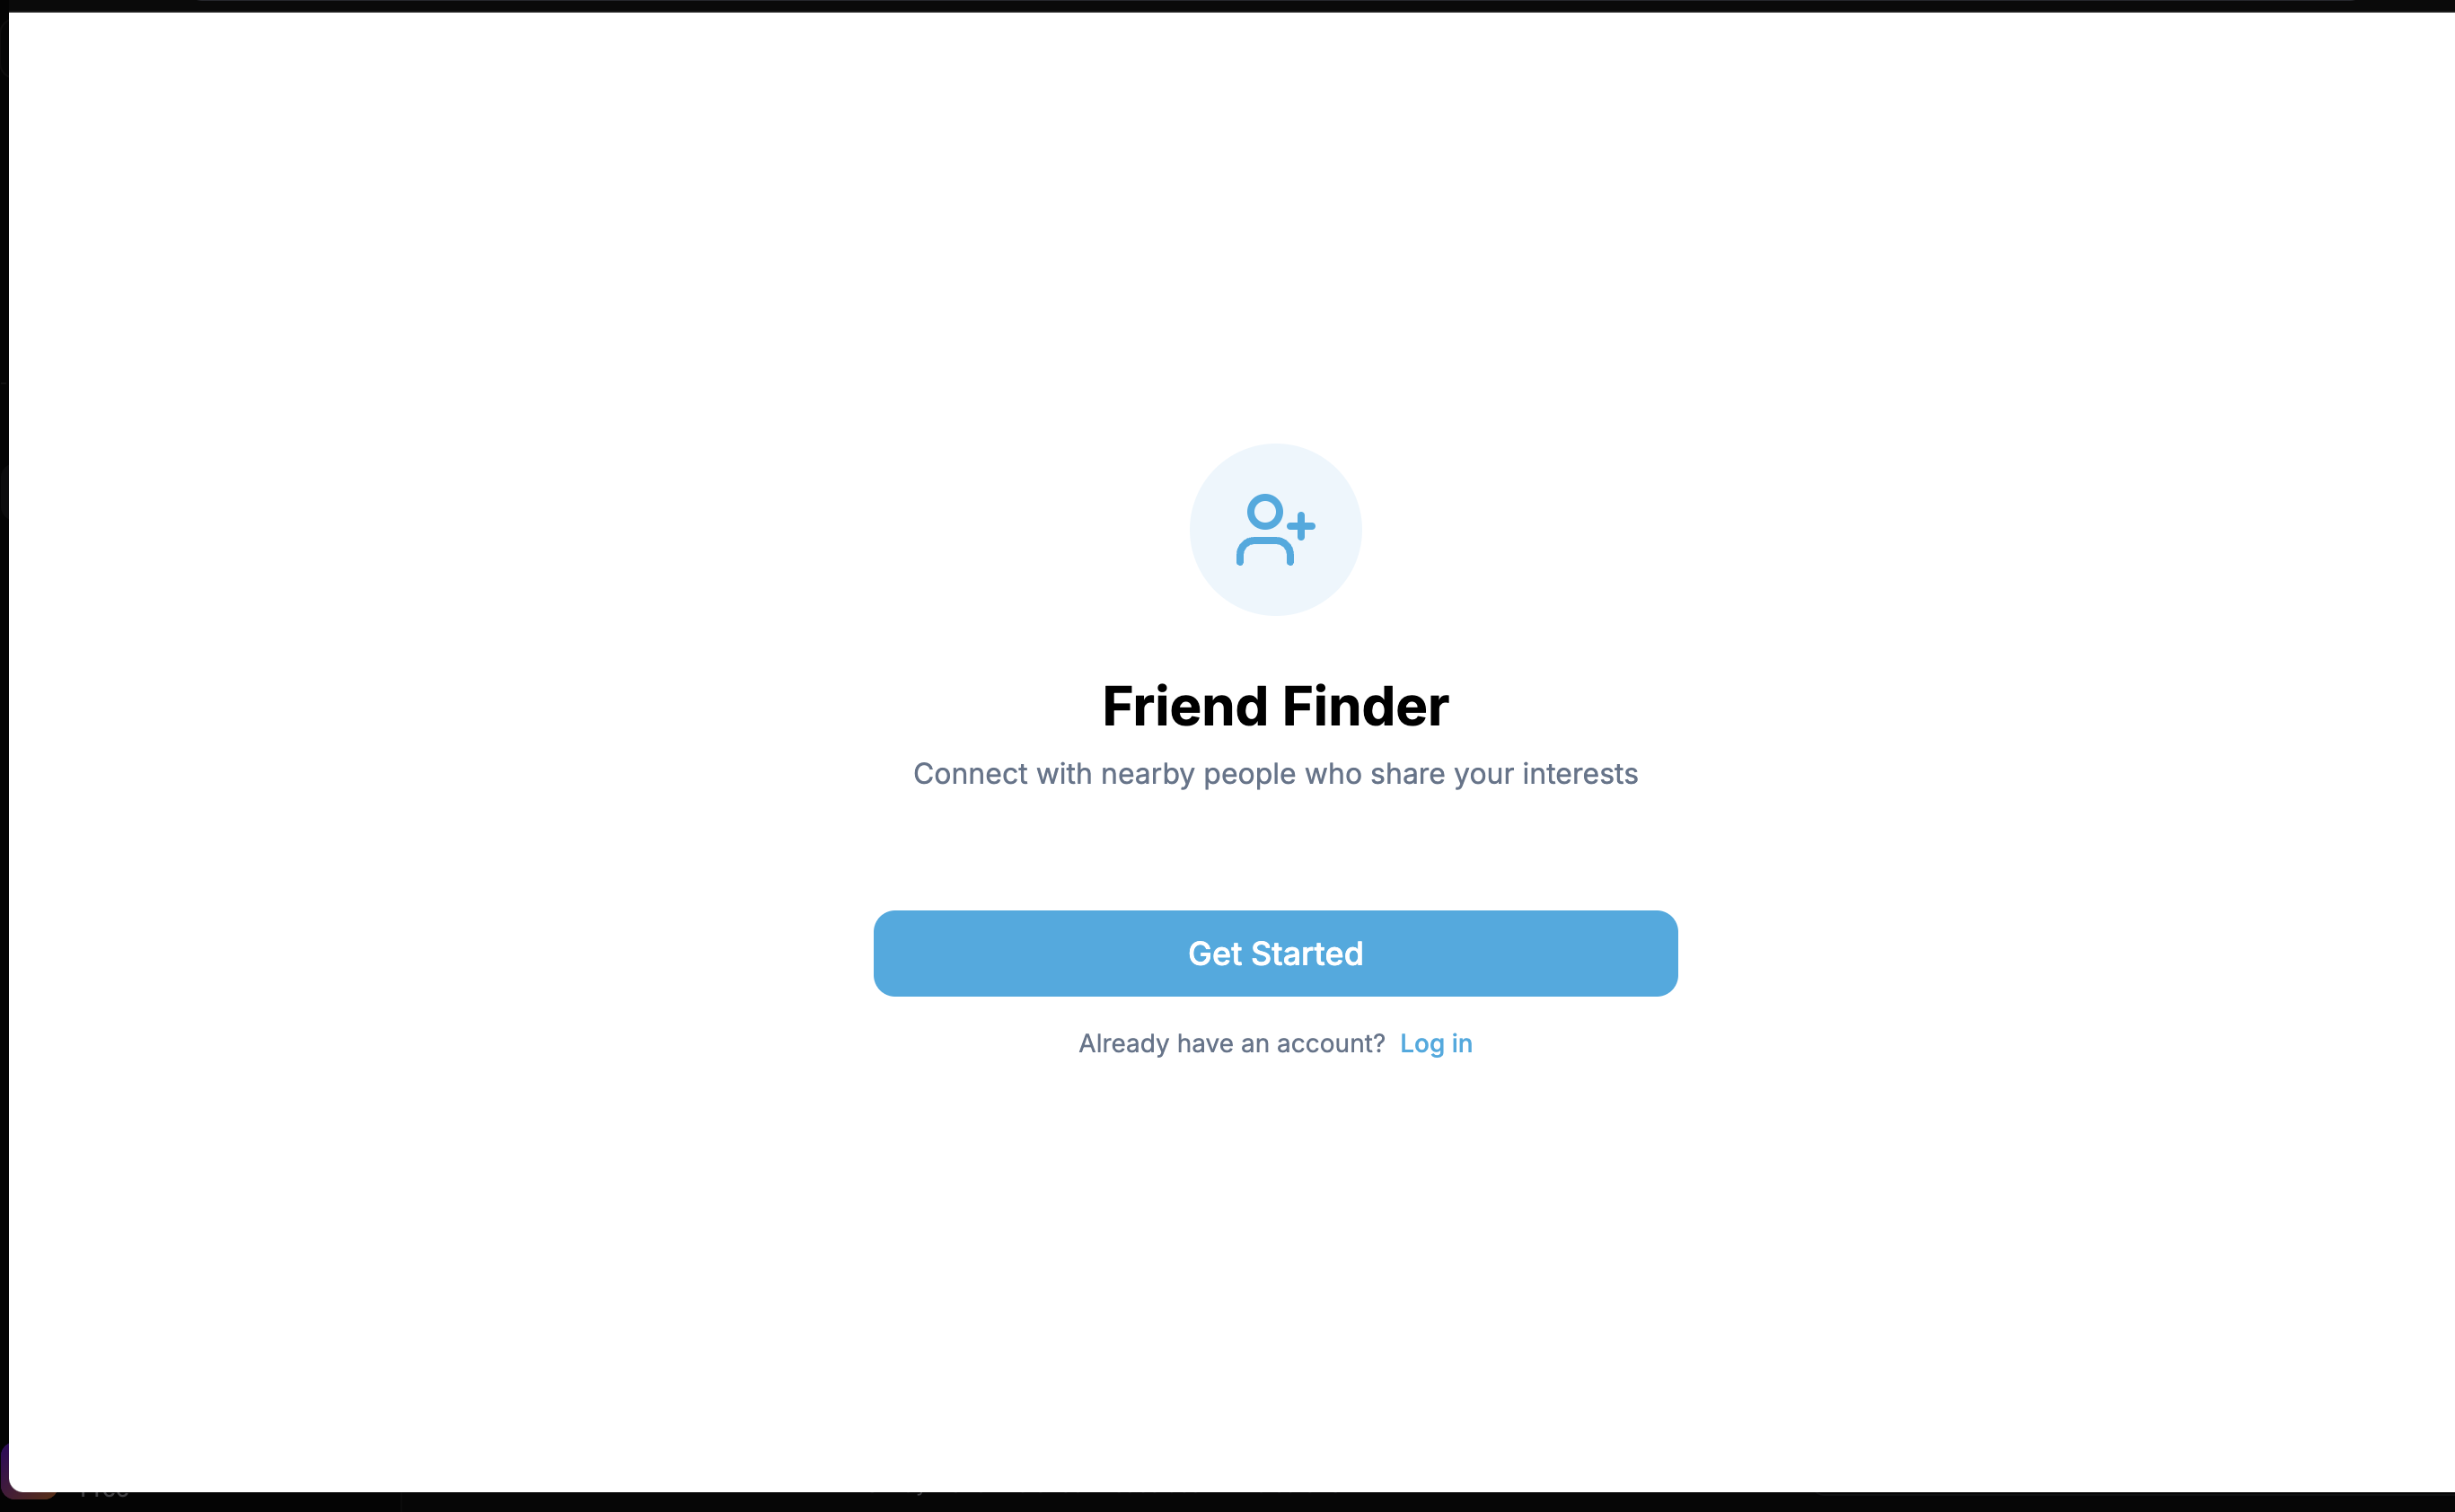 Friend Finder
Connect with nearby people who share your interests
Get Started
Already have an account? Log in